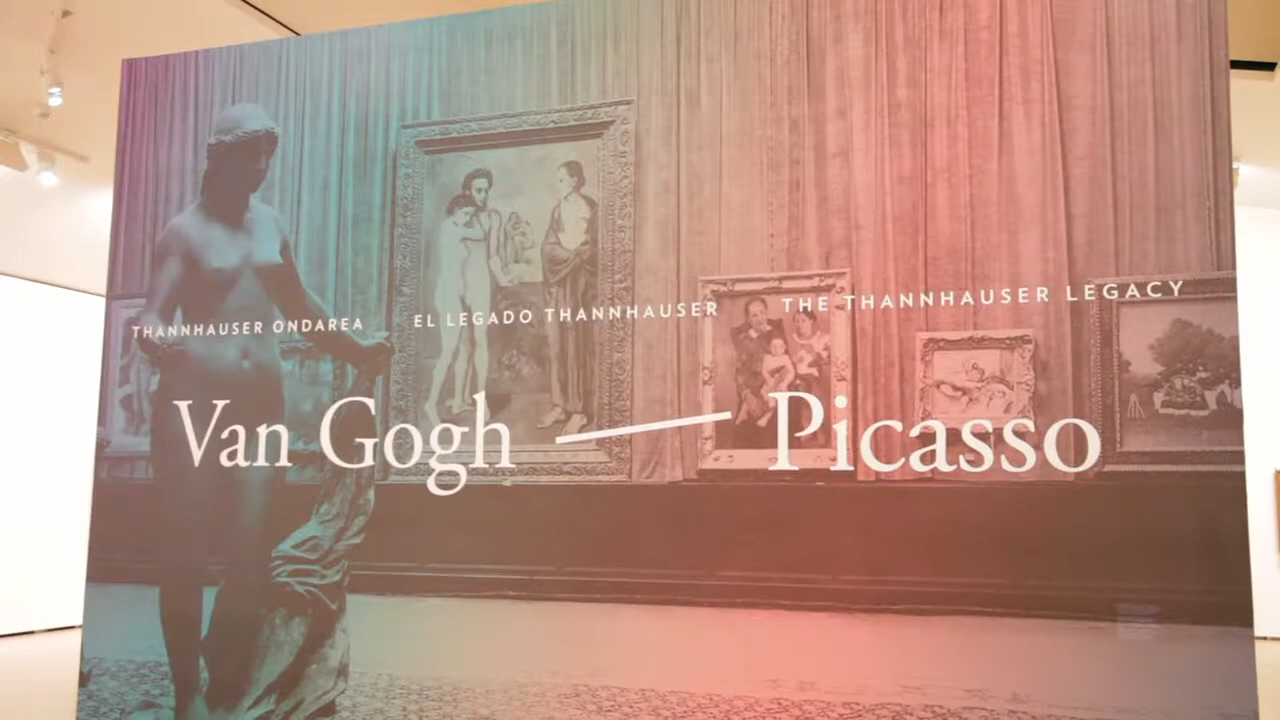 THANNHAUSER ONDAREA
EL LEGADO THANNHAUSER
THE THANNHAUSER LEGACY
Van Gogh — Picasso